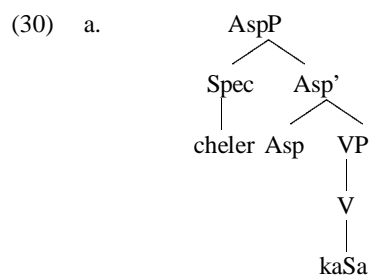 (30) a. AspP
Spec Asp’
cheler Asp VP
V
kaSa